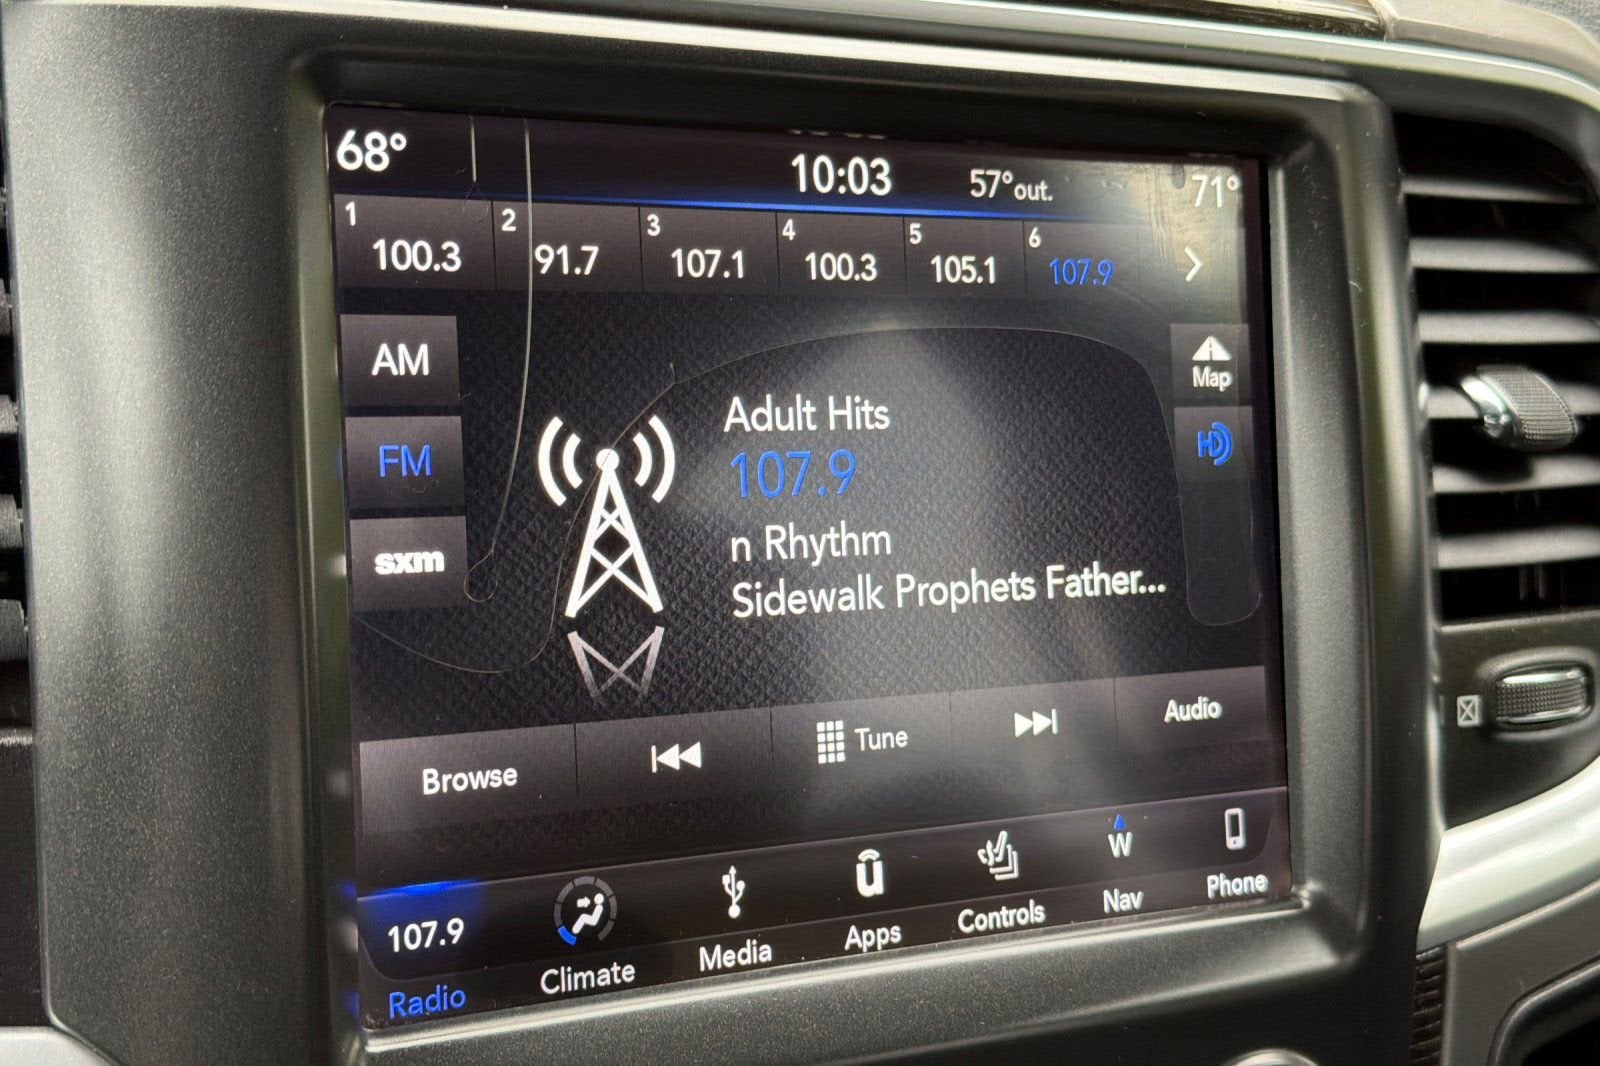 68°
10:03
57°out.
71°
1 100.3
2 91.7
3 107.1
4 100.3
5 105.1
6 107.9
AM
FM
sxm
Map
HD
Adult Hits
107.9
n Rhythm
Sidewalk Prophets Father...
Browse
Tune
Audio
107.9
Radio
Climate
Media
ū
Apps
Controls
W
Nav
Phone